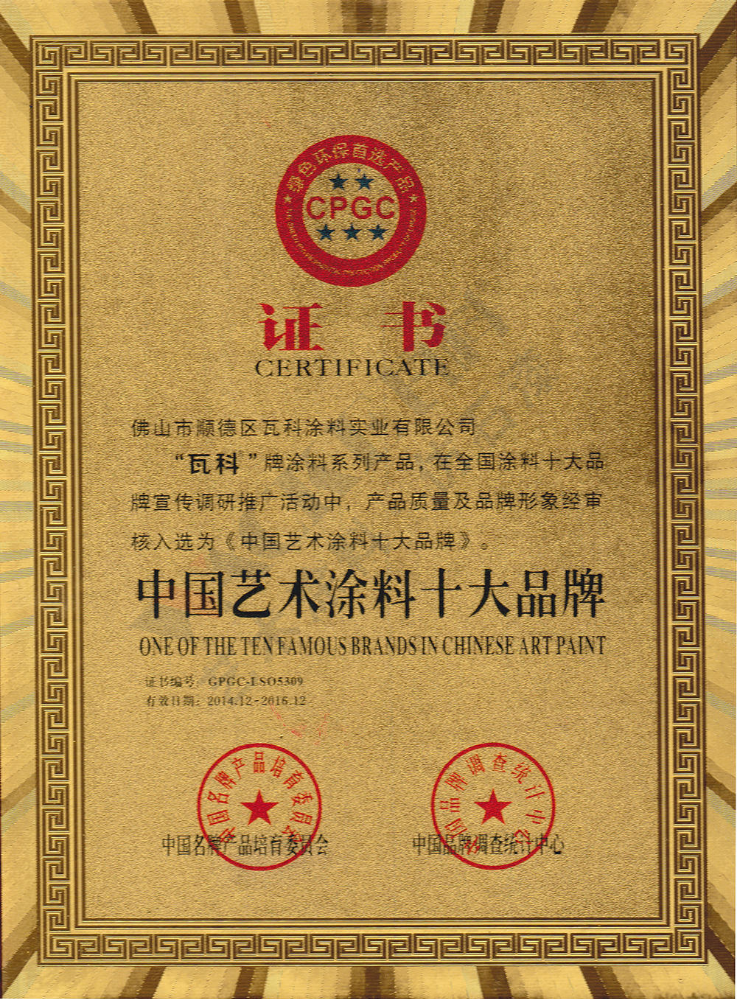 绿色环保首选产品
CPGC
证书
CERTIFICATE
佛山市顺德区瓦科涂料实业有限公司
“瓦科”牌涂料系列产品，在全国涂料十大品
牌宣传调研推广活动中，产品质量及品牌形象经审
核入选为《中国艺术涂料十大品牌》。
中国艺术涂料十大品牌
ONE OF THE TEN FAMOUS BRANDS IN CHINESE ART PAINT
证书编号：GPGC-LSO5309
有效日期：2014.12-2016.12
中国名牌产品培育委员会
中国名牌产品培育委员会
中国品牌调查统计中心
中国品牌调查统计中心